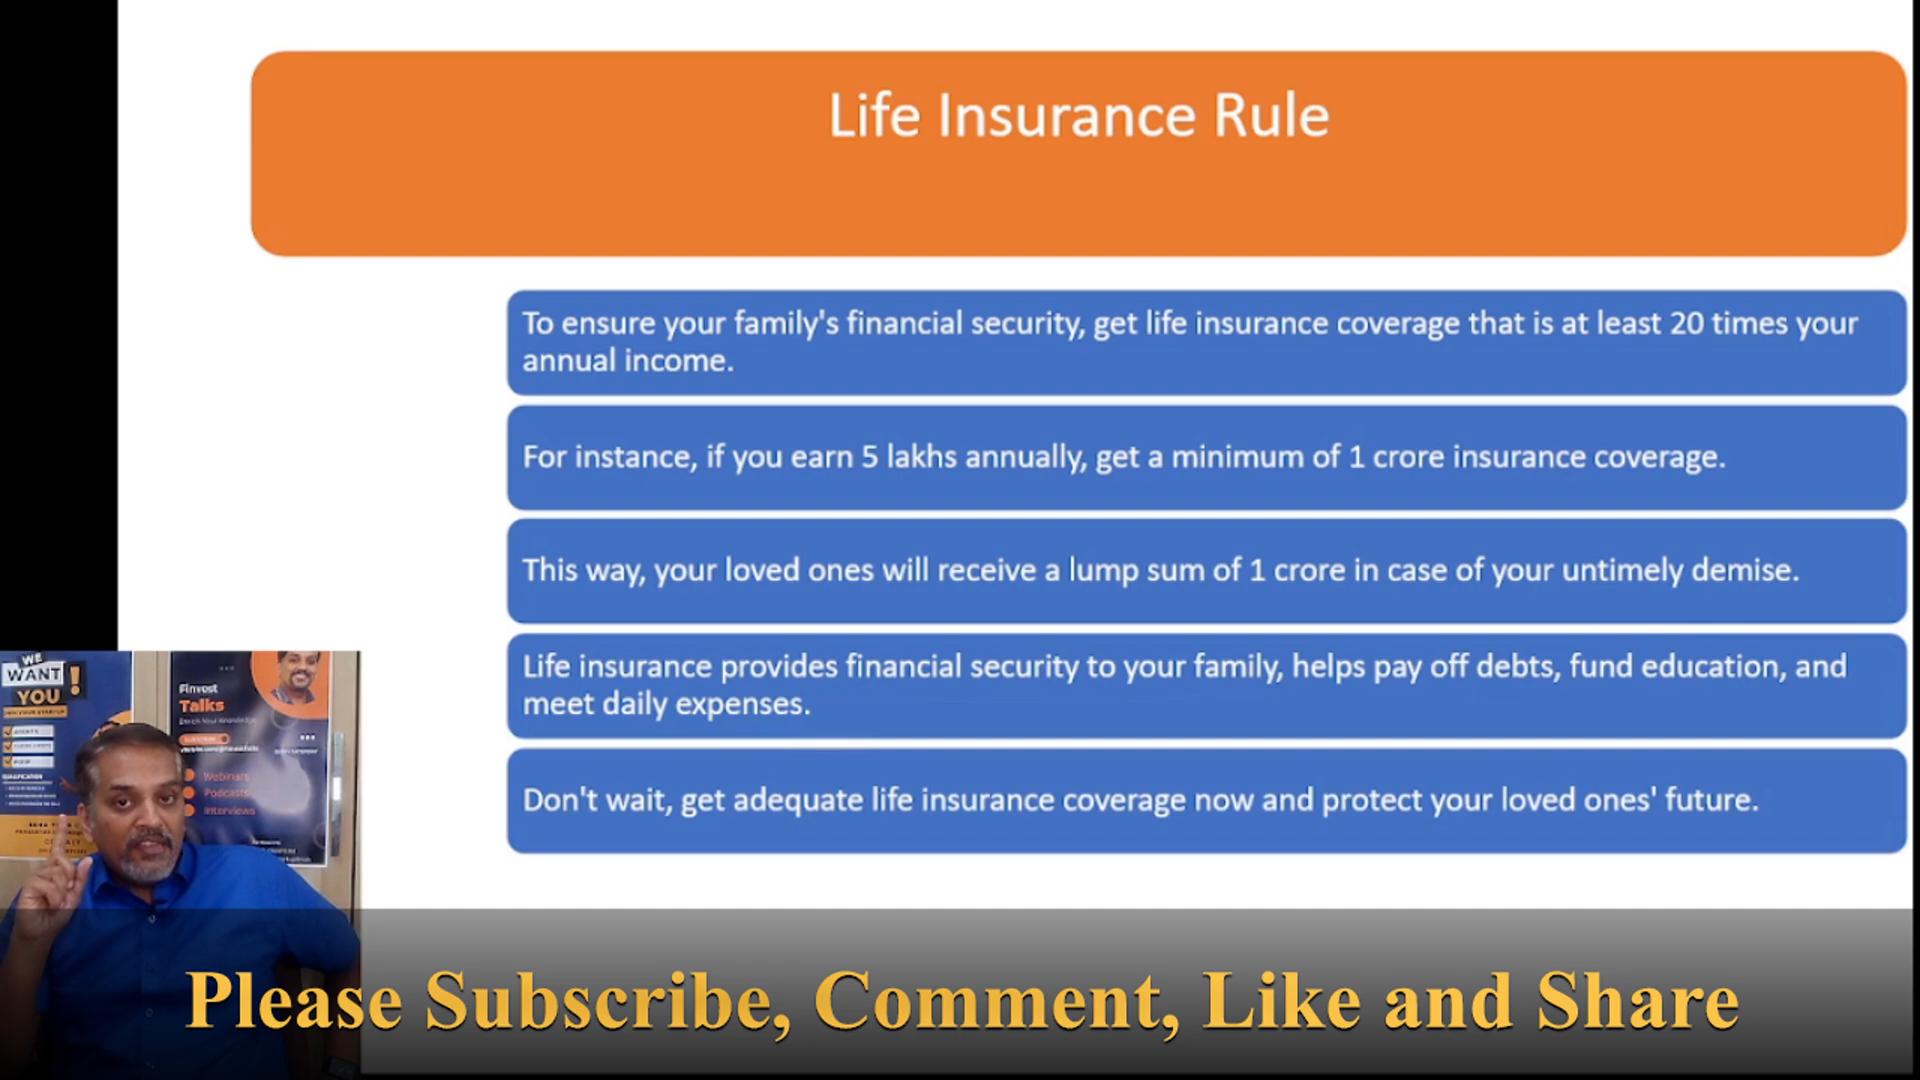 Life Insurance Rule
To ensure your family's financial security, get life insurance coverage that is at least 20 times your
annual income.
For instance, if you earn 5 lakhs annually, get a minimum of 1 crore insurance coverage.
This way, your loved ones will receive a lump sum of 1 crore in case of your untimely demise.
Life insurance provides financial security to your family, helps pay off debts, fund education, and
meet daily expenses.
Don't wait, get adequate life insurance coverage now and protect your loved ones' future.
WE
WANT
YOU !
Finvest
Talks
Enrich Your Knowledge
Webinars
Podcasts
Interviews
Please Subscribe, Comment, Like and Share